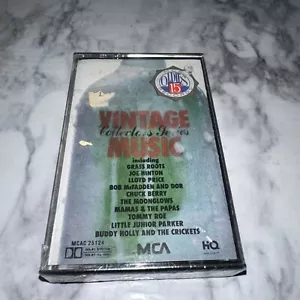 OLDIES
15
VINTAGE
Collectors Series
MUSIC
including
GRASS ROOTS
JOE HINTON
LLOYD PRICE
BOB McFADDEN AND DOR
CHUCK BERRY
THE MOONGLOWS
MAMAS & THE PAPAS
TOMMY ROE
LITTLE JUNIOR PARKER
BUDDY HOLLY AND THE CRICKETS
MCAC 25124
MCA
HQ